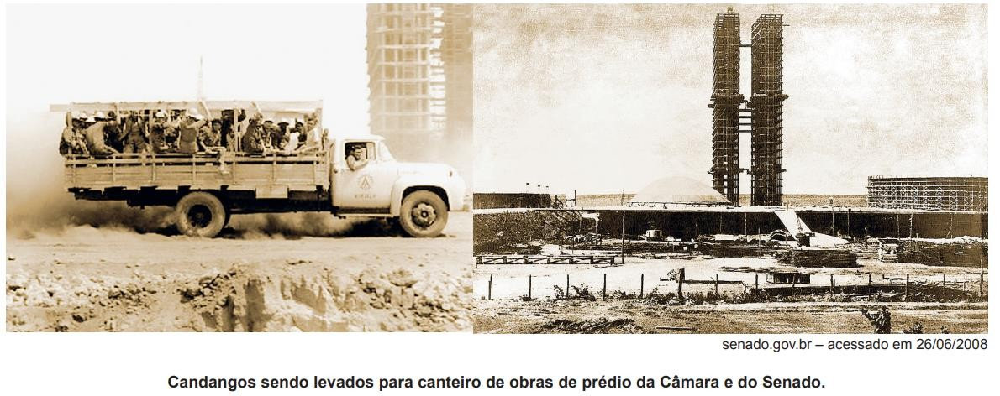 senado.gov.br – acessado em 26/06/2008
Candangos sendo levados para canteiro de obras de prédio da Câmara e do Senado.